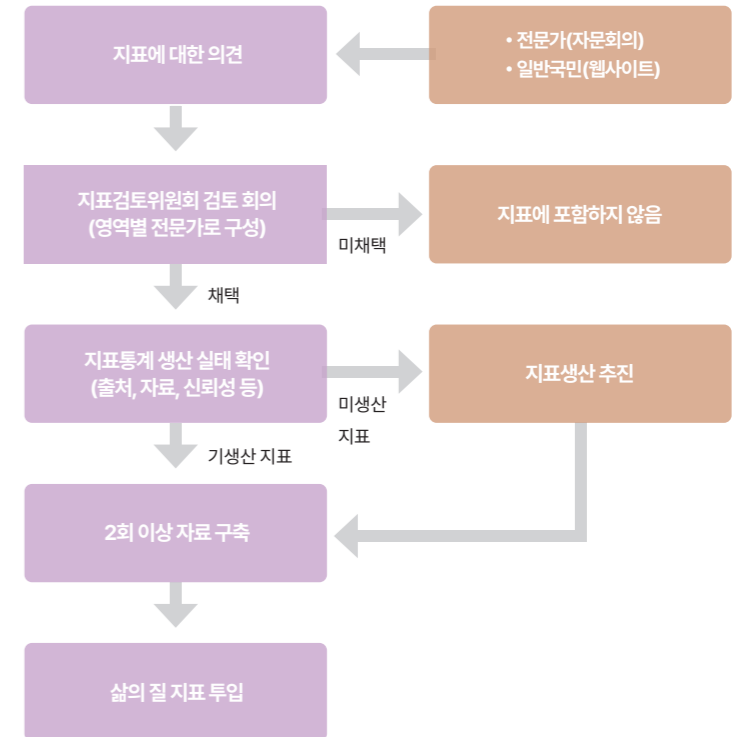 지표에 대한 의견
• 전문가(자문회의)
• 일반국민(웹사이트)
지표검토위원회 검토 회의
(영역별 전문가로 구성)
미채택
지표에 포함하지 않음
채택
지표통계 생산 실태 확인
(출처, 자료, 신뢰성 등)
미생산
지표
지표생산 추진
기생산 지표
2회 이상 자료 구축
삶의 질 지표 투입